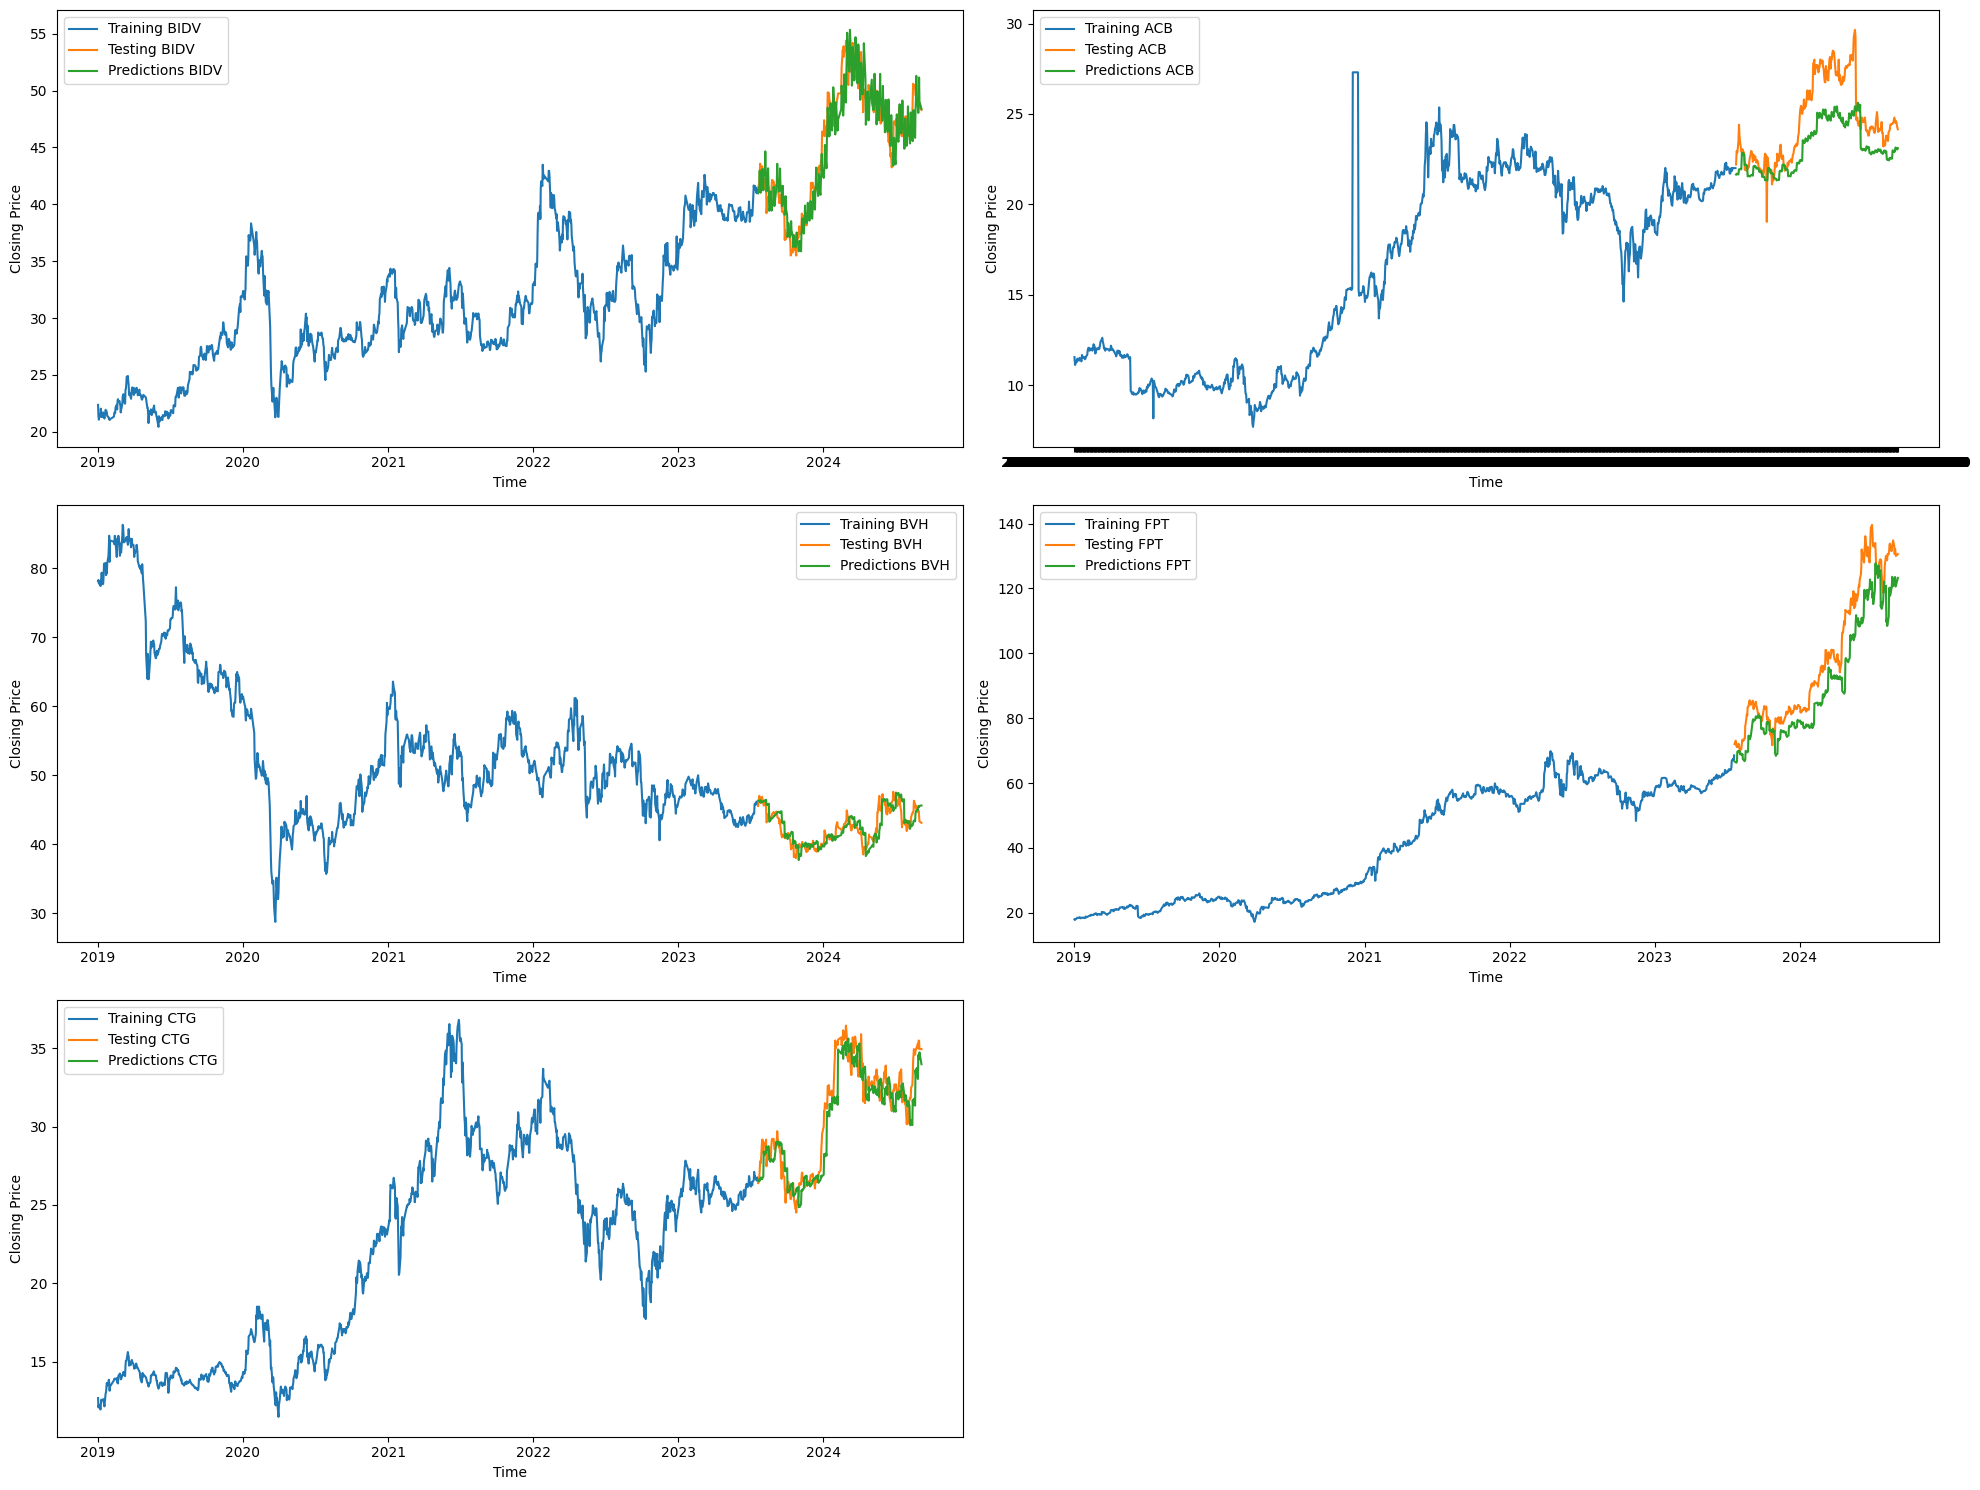 Training BIDV
Testing BIDV
Predictions BIDV
55
50
45
40
35
30
25
20
Closing Price
2019 2020 2021 2022 2023 2024
Time
Training ACB
Testing ACB
Predictions ACB
30
25
20
15
10
Closing Price
Time
Training BVH
Testing BVH
Predictions BVH
80
70
60
50
40
30
Closing Price
2019 2020 2021 2022 2023 2024
Time
Training FPT
Testing FPT
Predictions FPT
140
120
100
80
60
40
20
Closing Price
2019 2020 2021 2022 2023 2024
Time
Training CTG
Testing CTG
Predictions CTG
35
30
25
20
15
Closing Price
2019 2020 2021 2022 2023 2024
Time